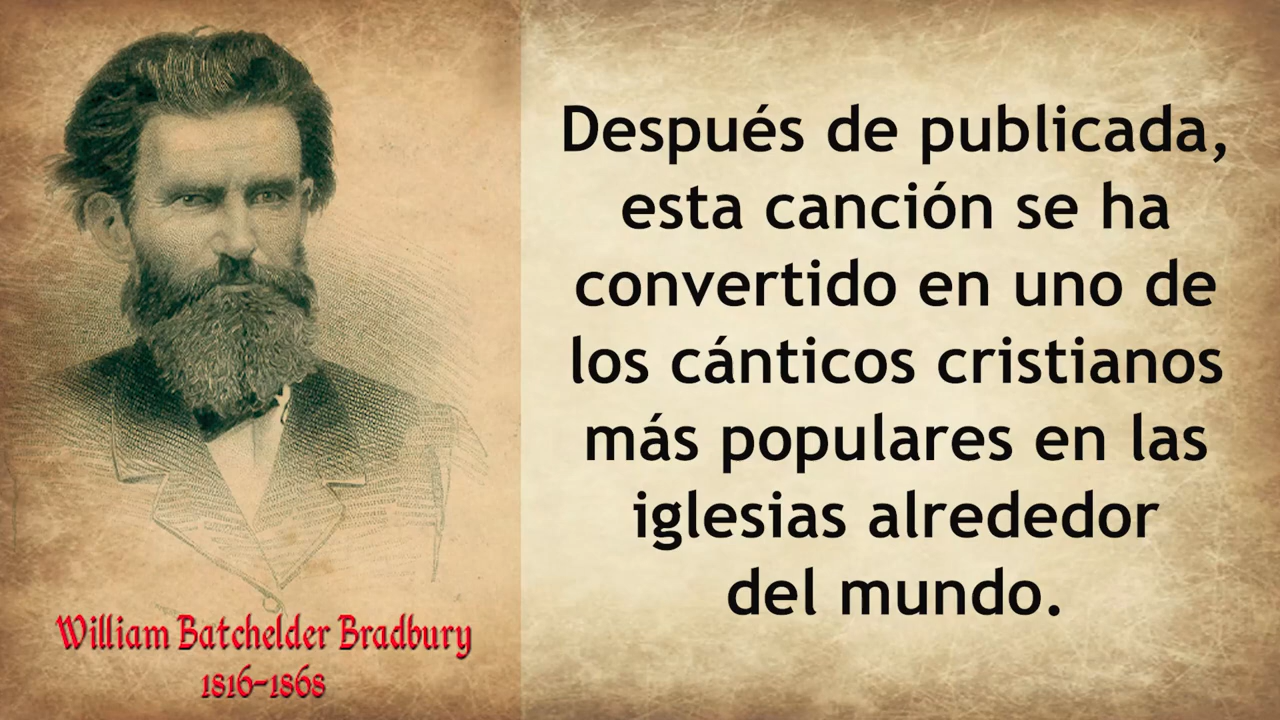 Después de publicada,
esta canción se ha
convertido en uno de
los cánticos cristianos
más populares en las
iglesias alrededor
del mundo.
William Batchelder Bradbury
1816-1868